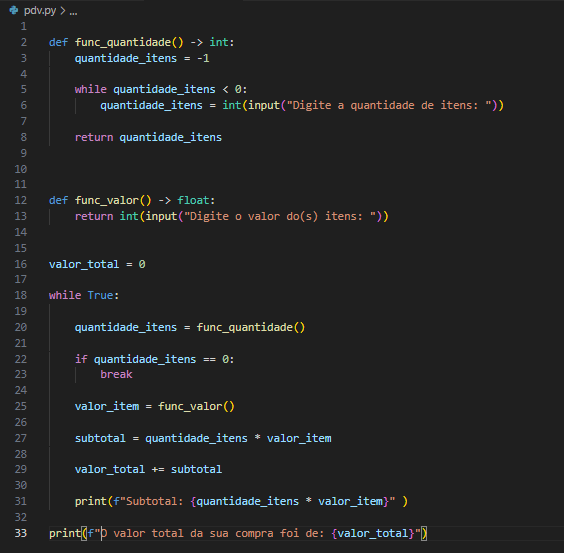 pdv.py > ...
1
2 def func_quantidade() -> int:
3     quantidade_itens = -1
4
5     while quantidade_itens < 0:
6         quantidade_itens = int(input("Digite a quantidade de itens: "))
7
8     return quantidade_itens
9
10
11
12 def func_valor() -> float:
13     return int(input("Digite o valor do(s) itens: "))
14
15
16 valor_total = 0
17
18 while True:
19
20     quantidade_itens = func_quantidade()
21
22     if quantidade_itens == 0:
23         break
24
25     valor_item = func_valor()
26
27     subtotal = quantidade_itens * valor_item
28
29     valor_total += subtotal
30
31     print(f"Subtotal: {quantidade_itens * valor_item}" )
32
33 print(f"O valor total da sua compra foi de: {valor_total}")